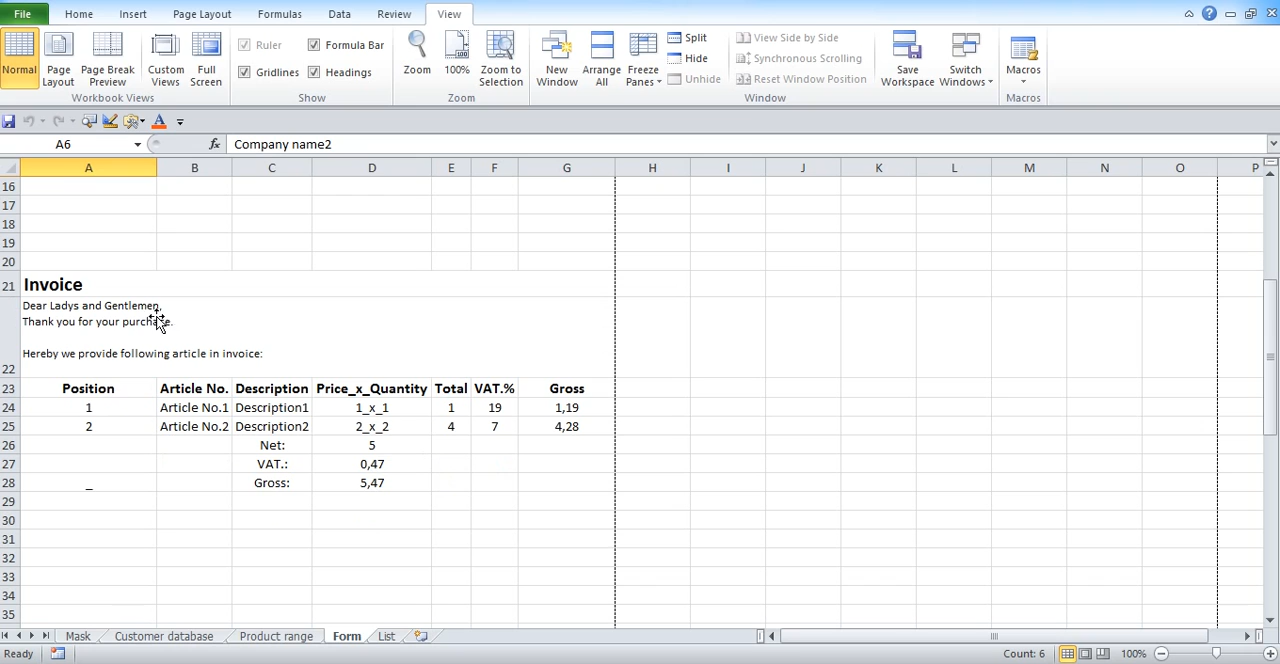 File Home Insert Page Layout Formulas Data Review View
Normal Page Layout Page Break Preview Custom Views Full Screen
Workbook Views
Ruler Formula Bar
Gridlines Headings
Show
Zoom 100% Zoom to Selection
Zoom
New Window Arrange All Freeze Panes
Split
Hide
Unhide
View Side by Side
Synchronous Scrolling
Reset Window Position
Window
Save Workspace Switch Windows
Macros
Macros
A6 fx Company name2
A B C D E F G H I J K L M N O P
16
17
18
19
20
21 Invoice
Dear Ladys and Gentlemen,
Thank you for your purchase.
Hereby we provide following article in invoice:
22
23 Position Article No. Description Price_x_Quantity Total VAT.% Gross
24 1 Article No.1 Description1 1_x_1 1 19 1,19
25 2 Article No.2 Description2 2_x_2 4 7 4,28
26 Net: 5
27 VAT.: 0,47
28 _ Gross: 5,47
29
30
31
32
33
34
35
Mask Customer database Product range Form List
Ready Count: 6 100%